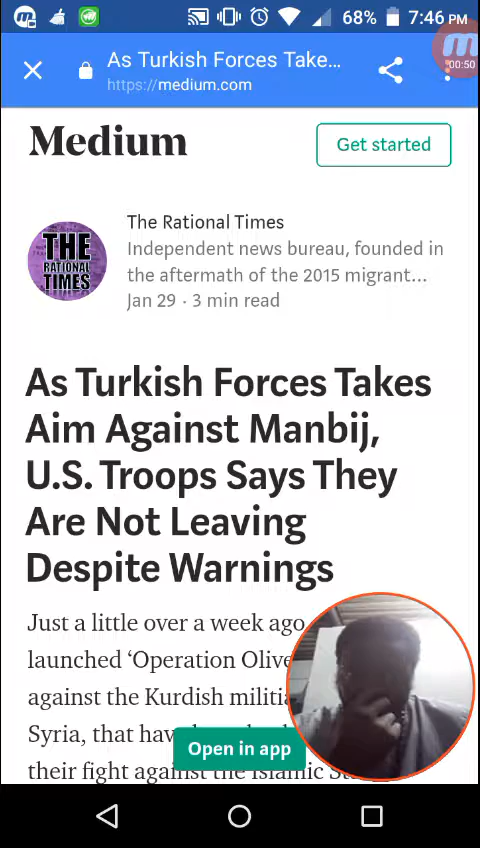 68% 7:46 PM
As Turkish Forces Take...
https://medium.com
00:50
Medium
Get started
THE
RATIONAL
TIMES
The Rational Times
Independent news bureau, founded in
the aftermath of the 2015 migrant...
Jan 29 · 3 min read
As Turkish Forces Takes
Aim Against Manbij,
U.S. Troops Says They
Are Not Leaving
Despite Warnings
Just a little over a week ago
launched ‘Operation Olive
against the Kurdish
Syria, that
Open in app
their fight against the Islamic